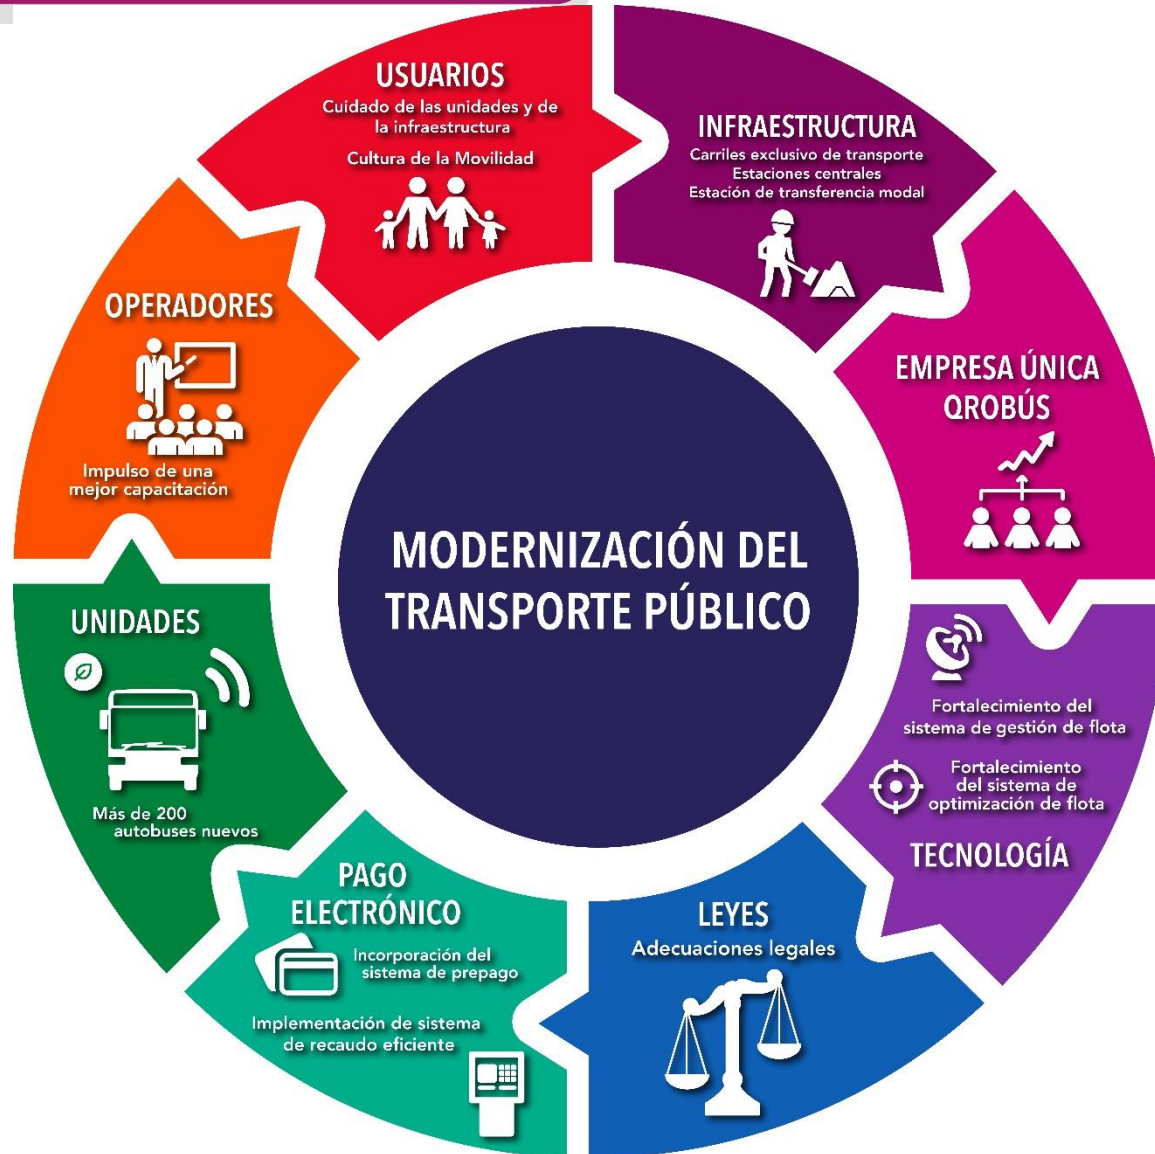 USUARIOS
Cuidado de las unidades y de
la infraestructura
Cultura de la Movilidad
INFRAESTRUCTURA
Carriles exclusivo de transporte
Estaciones centrales
Estación de transferencia modal
EMPRESA ÚNICA
QROBÚS
Fortalecimiento del
sistema de gestión de flota
Fortalecimiento
del sistema de
optimización de flota
TECNOLOGÍA
LEYES
Adecuaciones legales
PAGO
ELECTRÓNICO
Incorporación del
sistema de prepago
Implementación de sistema
de recaudo eficiente
UNIDADES
Más de 200
autobuses nuevos
OPERADORES
Impulso de una
mejor capacitación
MODERNIZACIÓN DEL
TRANSPORTE PÚBLICO